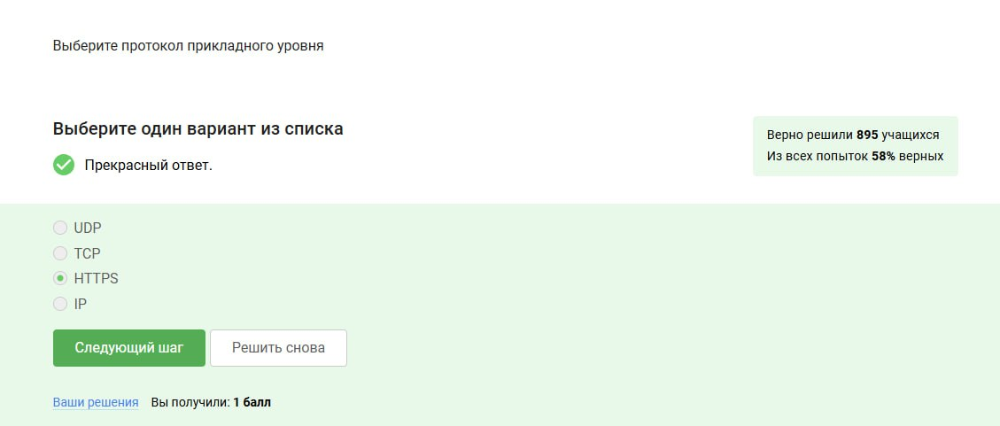 Выберите протокол прикладного уровня
Выберите один вариант из списка
Прекрасный ответ.
Верно решили 895 учащихся
Из всех попыток 58% верных
UDP
TCP
HTTPS
IP
Следующий шаг
Решить снова
Ваши решения Вы получили: 1 балл